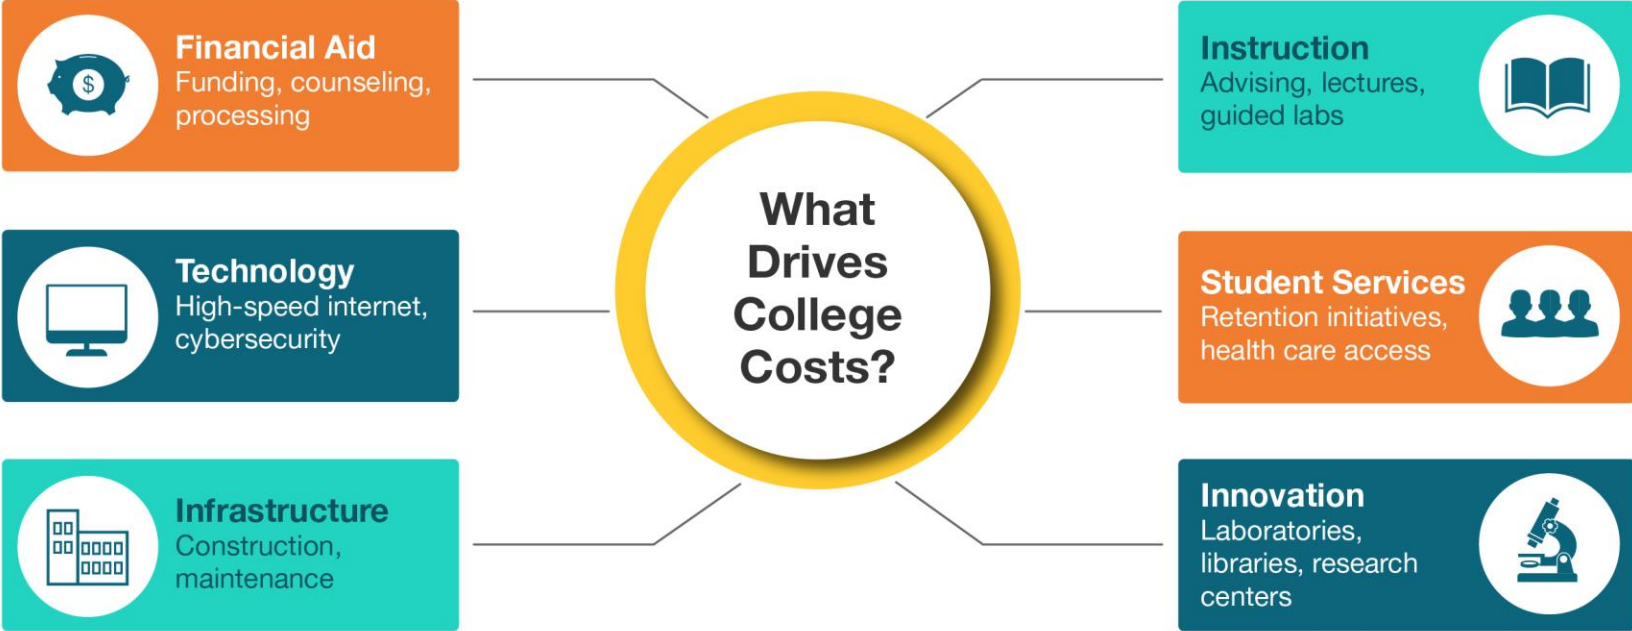 Financial Aid
Funding, counseling,
processing
Technology
High-speed internet,
cybersecurity
Infrastructure
Construction,
maintenance
What
Drives
College
Costs?
Instruction
Advising, lectures,
guided labs
Student Services
Retention initiatives,
health care access
Innovation
Laboratories,
libraries, research
centers
$